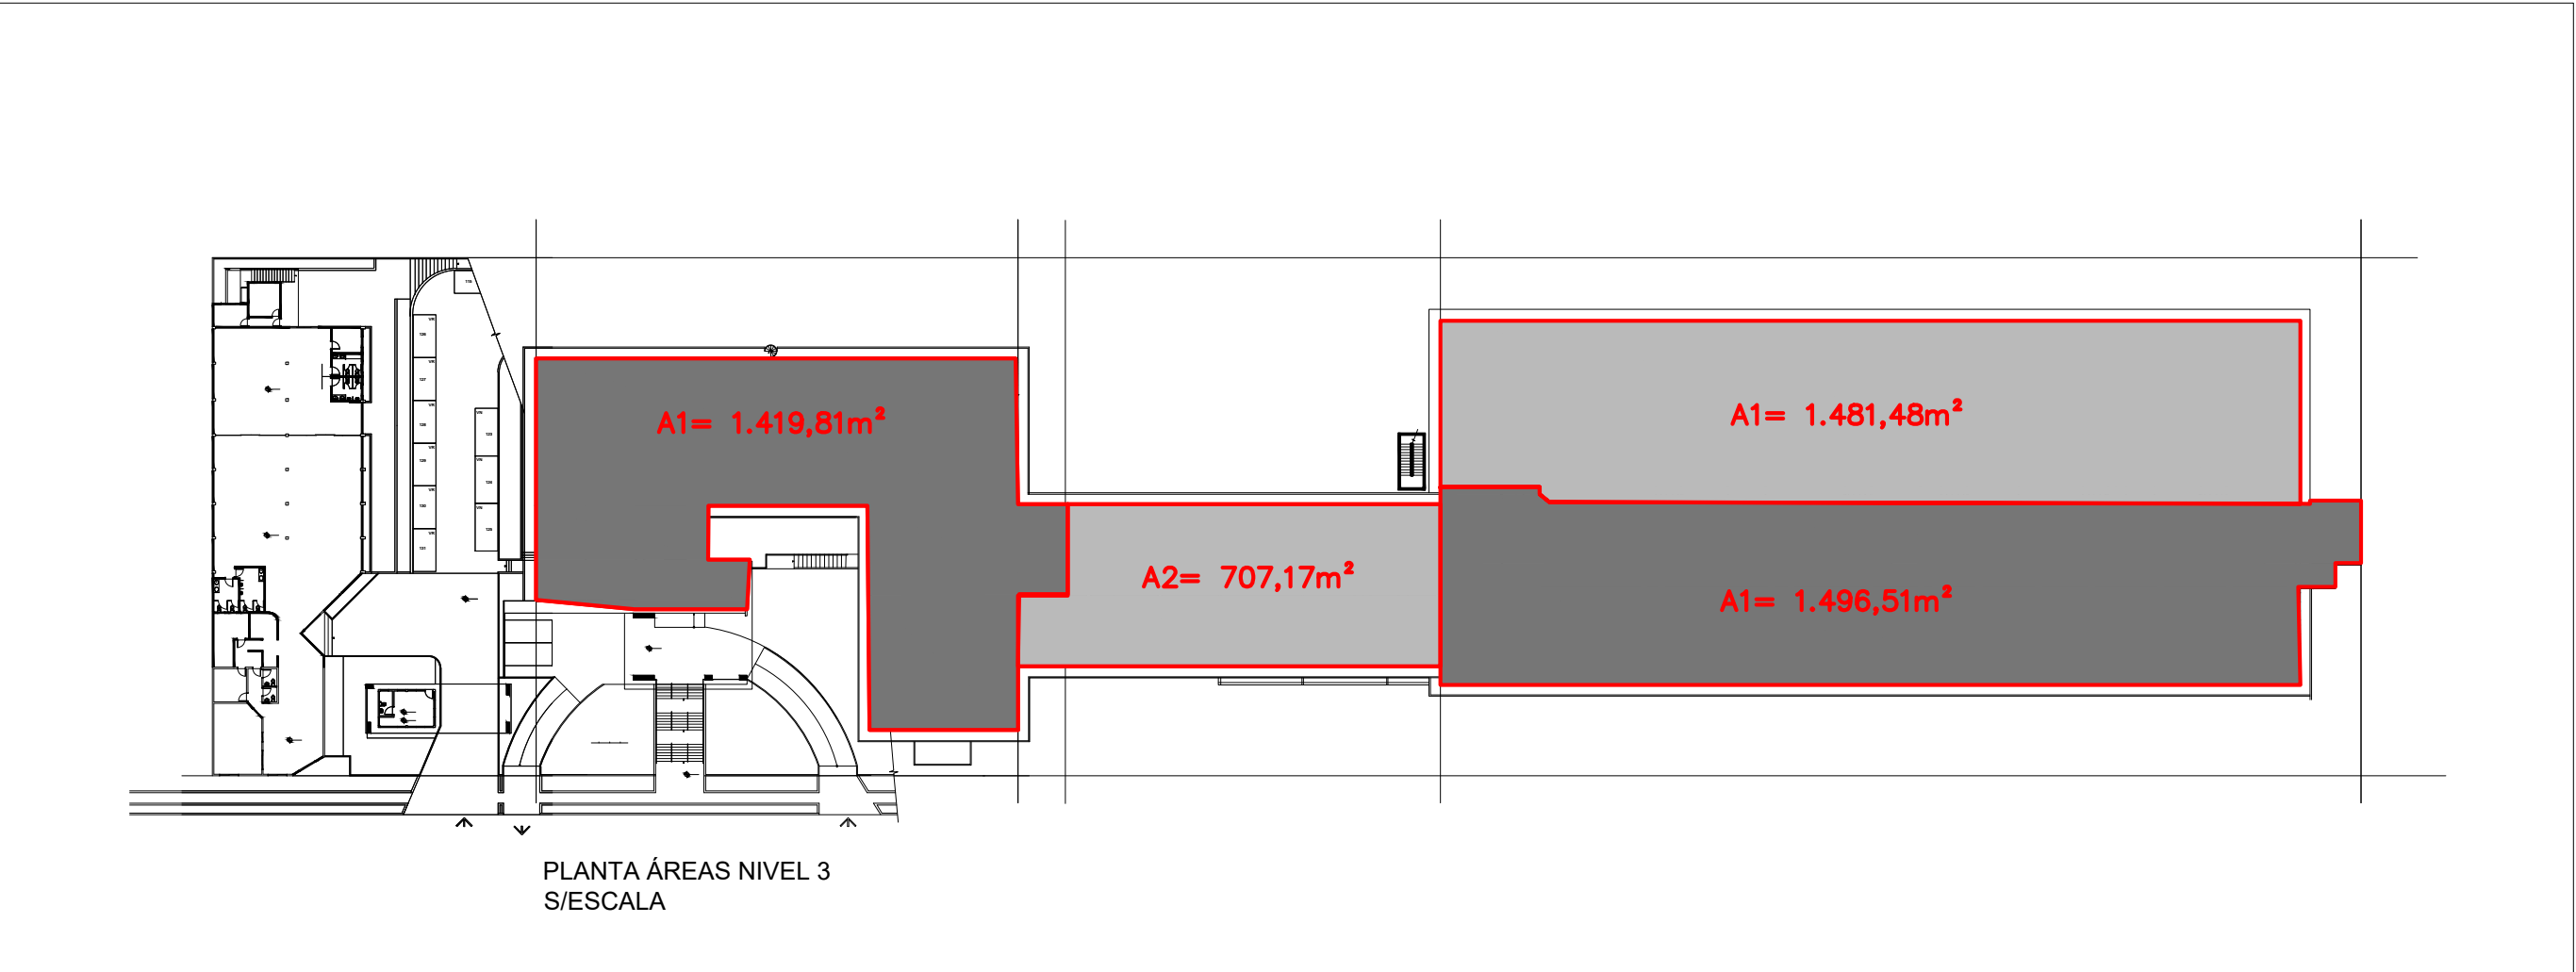 A1= 1.419,81m²
A1= 1.481,48m²
A2= 707,17m²
A1= 1.496,51m²
PLANTA ÁREAS NIVEL 3
S/ESCALA